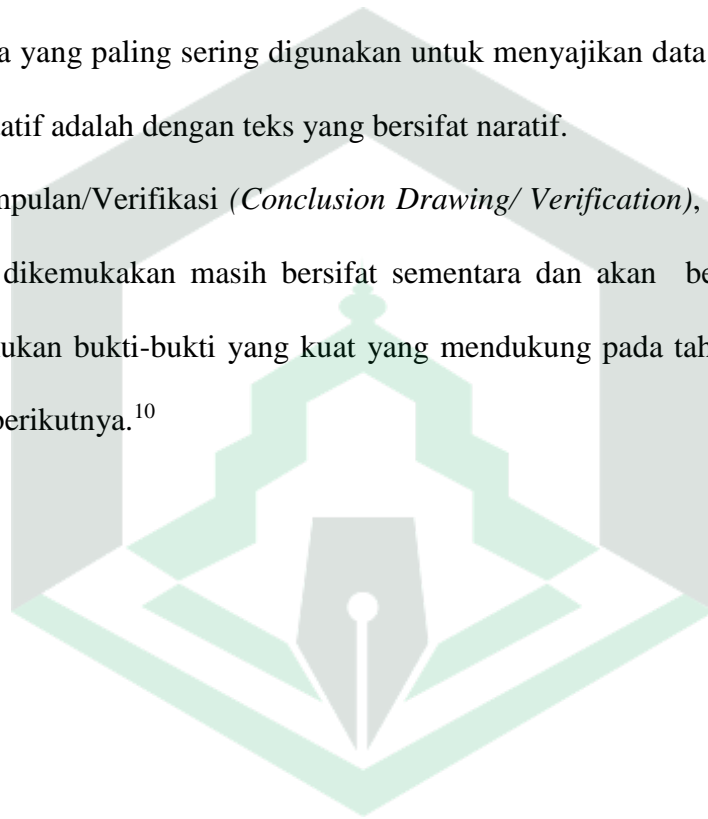 a yang paling sering digunakan untuk menyajikan data
atif adalah dengan teks yang bersifat naratif.
mpulan/Verifikasi (Conclusion Drawing/ Verification),
dikemukakan masih bersifat sementara dan akan be
ukan bukti-bukti yang kuat yang mendukung pada tah
berikutnya.10